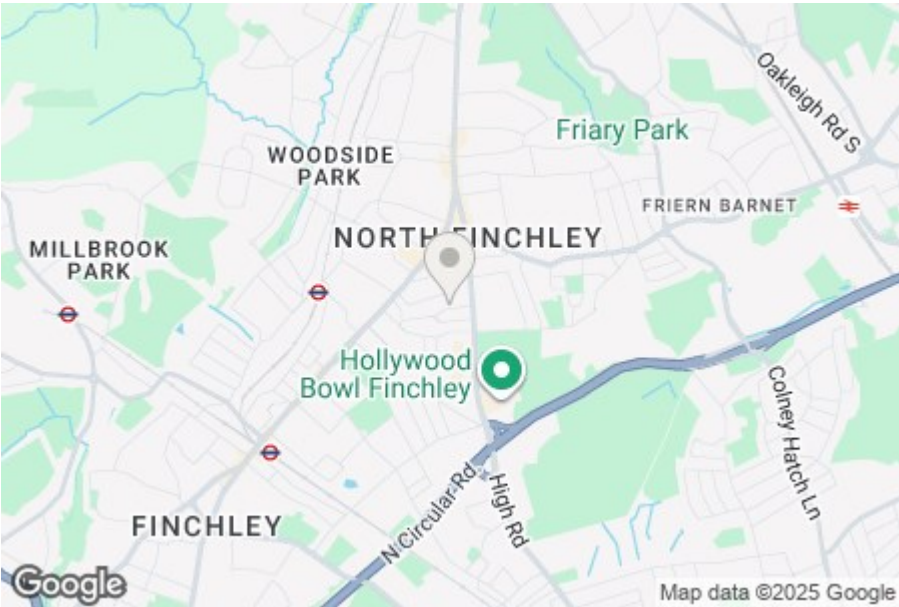 Oakleigh Rd S
Friary Park
WOODSIDE
PARK
FRIERN BARNET
NORTH FINCHLEY
MILLBROOK
PARK
Hollywood
Bowl Finchley
Colney Hatch Ln
N Circular Rd
High Rd
FINCHLEY
Google
Map data ©2025 Google